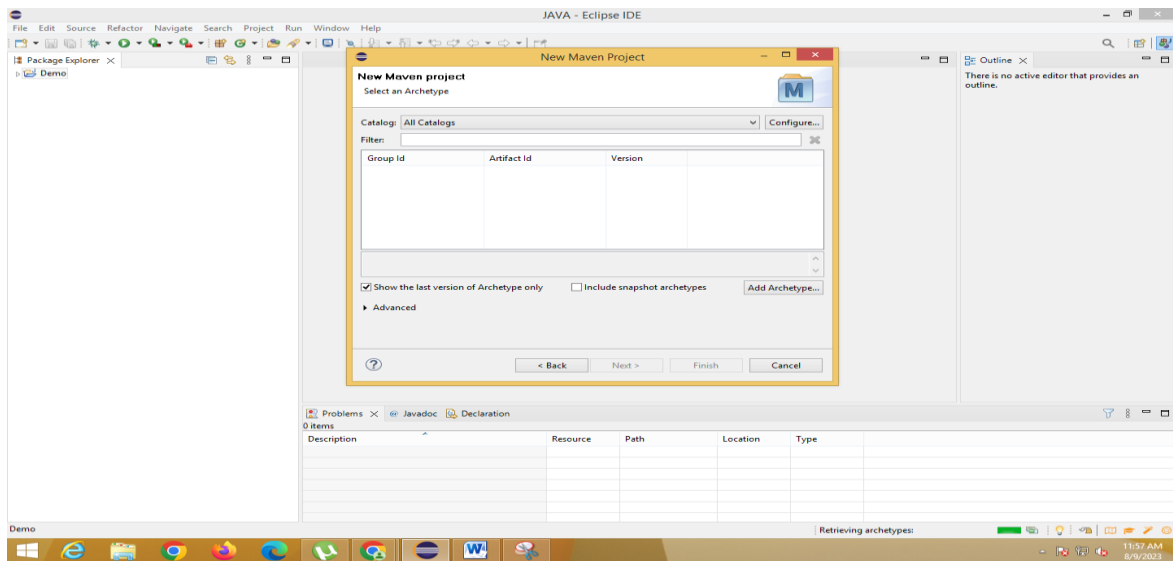 JAVA - Eclipse IDE
File Edit Source Refactor Navigate Search Project Run Window Help
Package Explorer
Demo
New Maven Project
New Maven project
Select an Archetype
M
Catalog: All Catalogs Configure...
Filter:
Group Id Artifact Id Version
Show the last version of Archetype only Include snapshot archetypes Add Archetype...
Advanced
? < Back Next > Finish Cancel
Outline
There is no active editor that provides an
outline.
Problems @ Javadoc Declaration
0 items
Description Resource Path Location Type
Demo Retrieving archetypes:
11:57 AM
8/9/2023